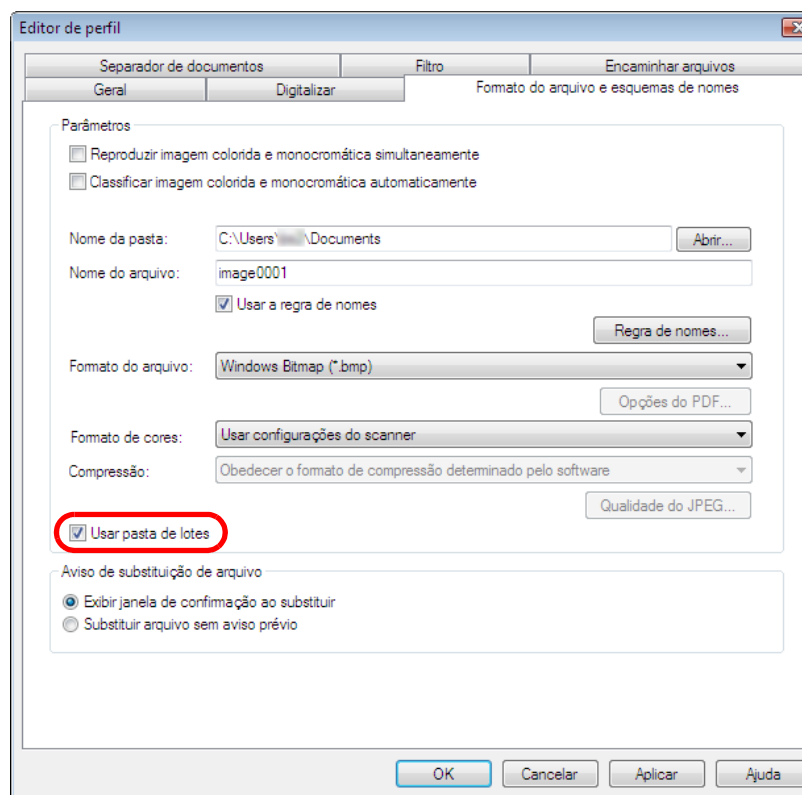 Editor de perfil
Separador de documentos Filtro Encaminhar arquivos
Geral Digitalizar Formato do arquivo e esquemas de nomes
Parâmetros
Reproduzir imagem colorida e monocromática simultaneamente
Classificar imagem colorida e monocromática automaticamente
Nome da pasta: C:\Users\ \Documents Abrir...
Nome do arquivo: image0001
Usar a regra de nomes
Regra de nomes...
Formato do arquivo: Windows Bitmap (*.bmp)
Opções do PDF...
Formato de cores: Usar configurações do scanner
Compressão: Obedecer o formato de compressão determinado pelo software
Qualidade do JPEG...
Usar pasta de lotes
Aviso de substituição de arquivo
Exibir janela de confirmação ao substituir
Substituir arquivo sem aviso prévio
OK Cancelar Aplicar Ajuda